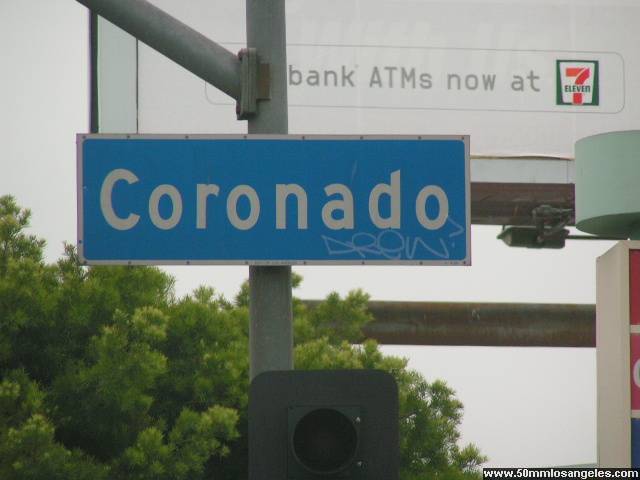 bank ATMs now at
7
ELEVEN
Coronado
www.50mmlosangeles.com